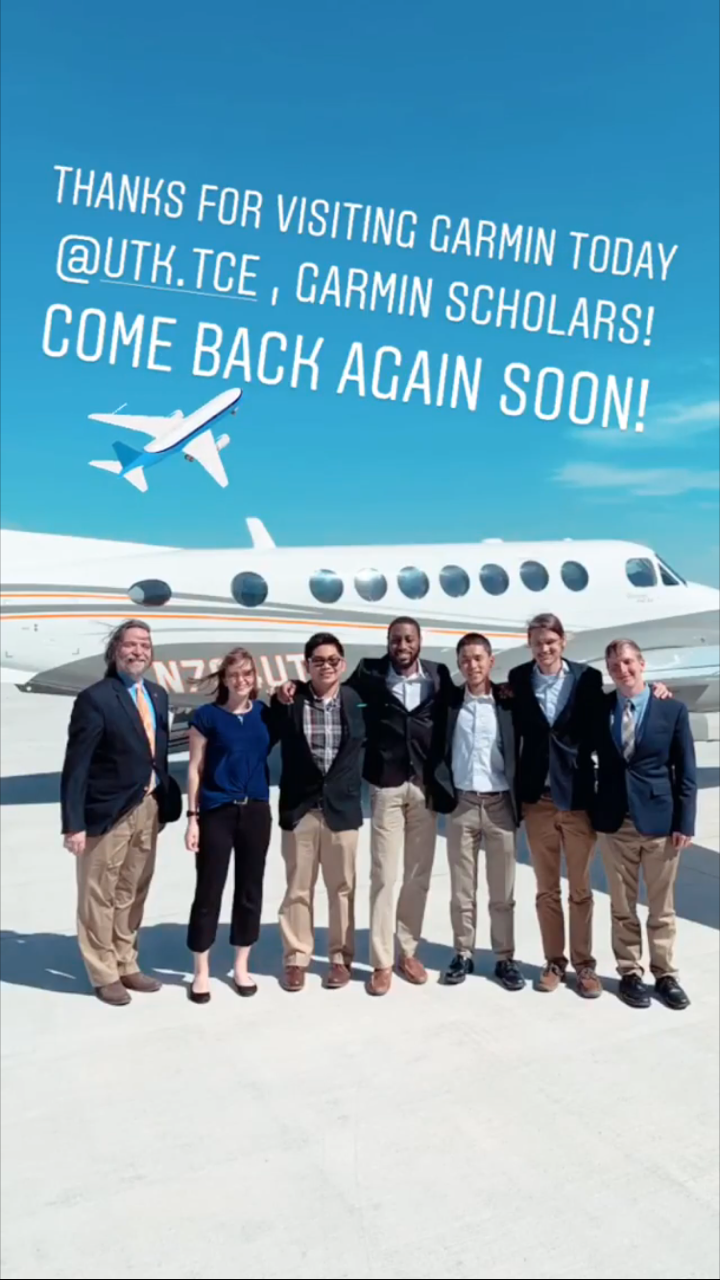 THANKS FOR VISITING GARMIN TODAY
@UTK.TCE , GARMIN SCHOLARS!
COME BACK AGAIN SOON!